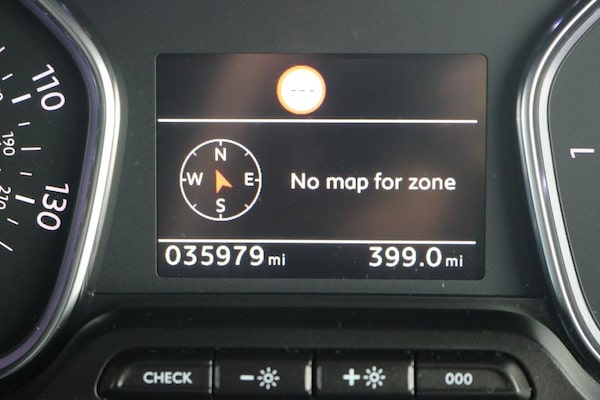 110
130
190
210
---
N
W E
S
No map for zone
035979 mi 399.0 mi
1
CHECK - + 000